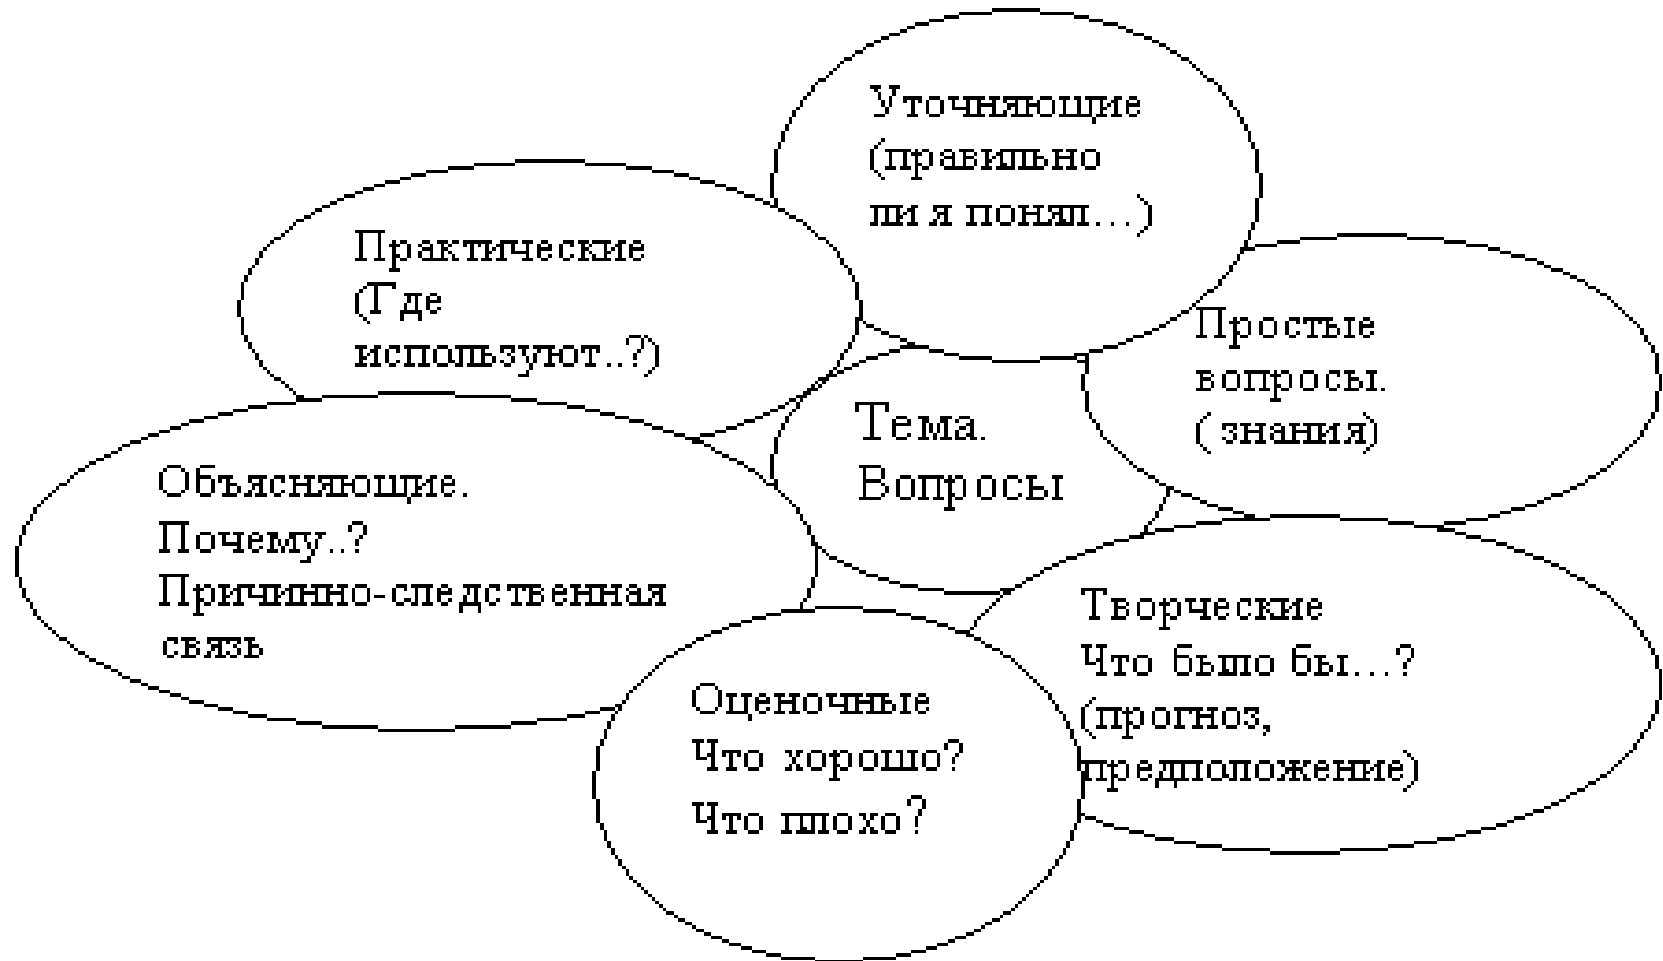 Уточняющие
(правильно
ли я понял...)
Практические
(Где
используют..?)
Простые
вопросы.
( знания)
Тема.
Вопросы
Объясняющие.
Почему..?
Причинно-следственная
связь
Творческие
Что было бы...?
(прогноз,
предположение)
Оценочные
Что хорошо?
Что плохо?